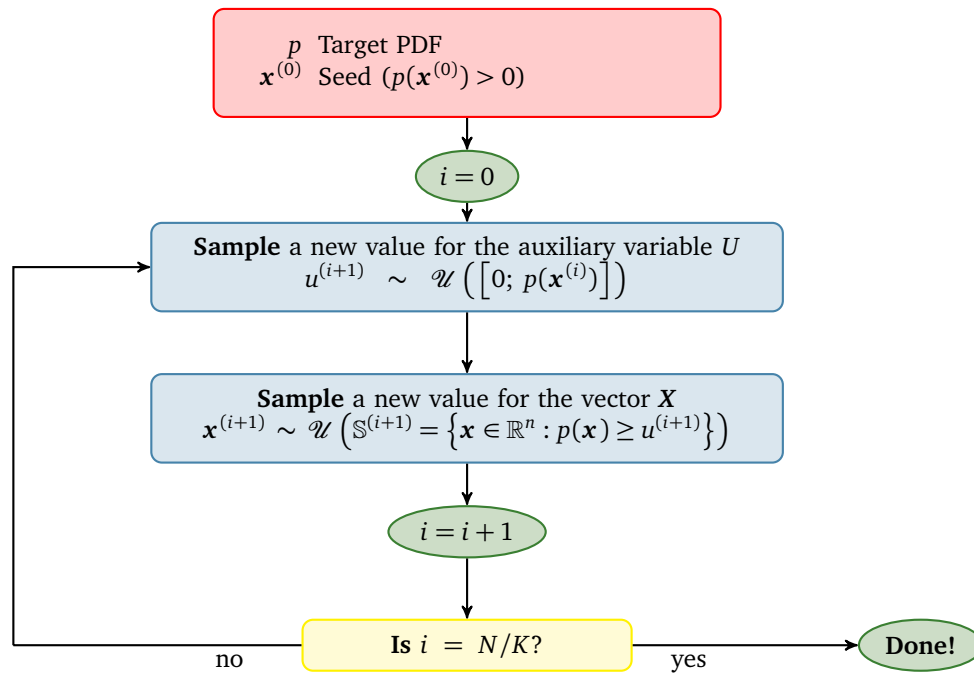 p Target PDF
𝒙⁽⁰⁾ Seed (p(𝒙⁽⁰⁾) > 0)
i = 0
Sample a new value for the auxiliary variable U
u⁽ⁱ⁺¹⁾ ∼ 𝒰 ([0; p(𝒙⁽ⁱ⁾)])
Sample a new value for the vector X
𝒙⁽ⁱ⁺¹⁾ ∼ 𝒰 (𝕊⁽ⁱ⁺¹⁾ = {𝒙 ∈ ℝⁿ : p(𝒙) ≥ u⁽ⁱ⁺¹⁾})
i = i + 1
Is i = N/K?
no
yes
Done!